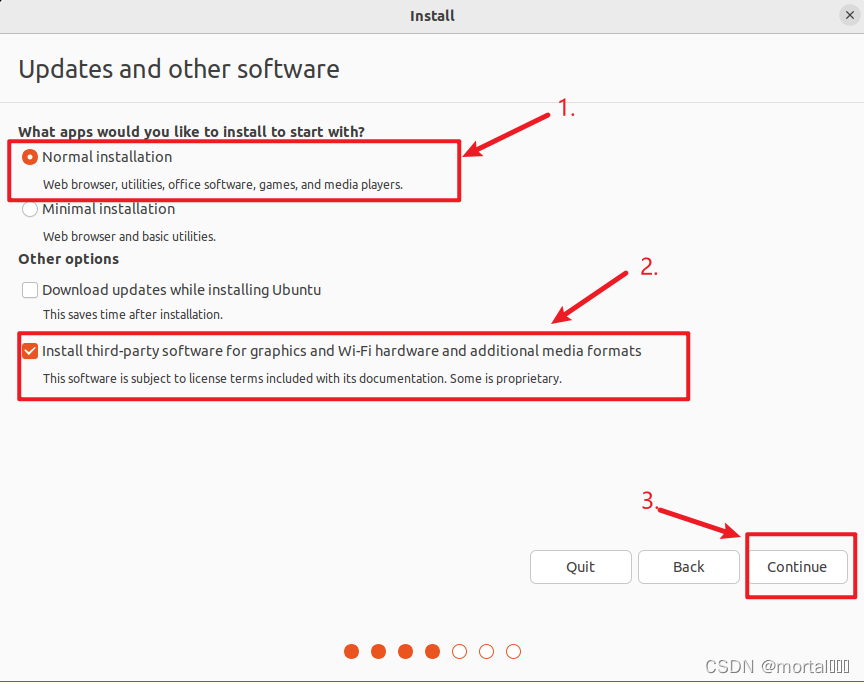 Install
Updates and other software
1.
What apps would you like to install to start with?
Normal installation
Web browser, utilities, office software, games, and media players.
Minimal installation
Web browser and basic utilities.
Other options
2.
Download updates while installing Ubuntu
This saves time after installation.
Install third-party software for graphics and Wi-Fi hardware and additional media formats
This software is subject to license terms included with its documentation. Some is proprietary.
3.
Quit Back Continue
CSDN @mortal